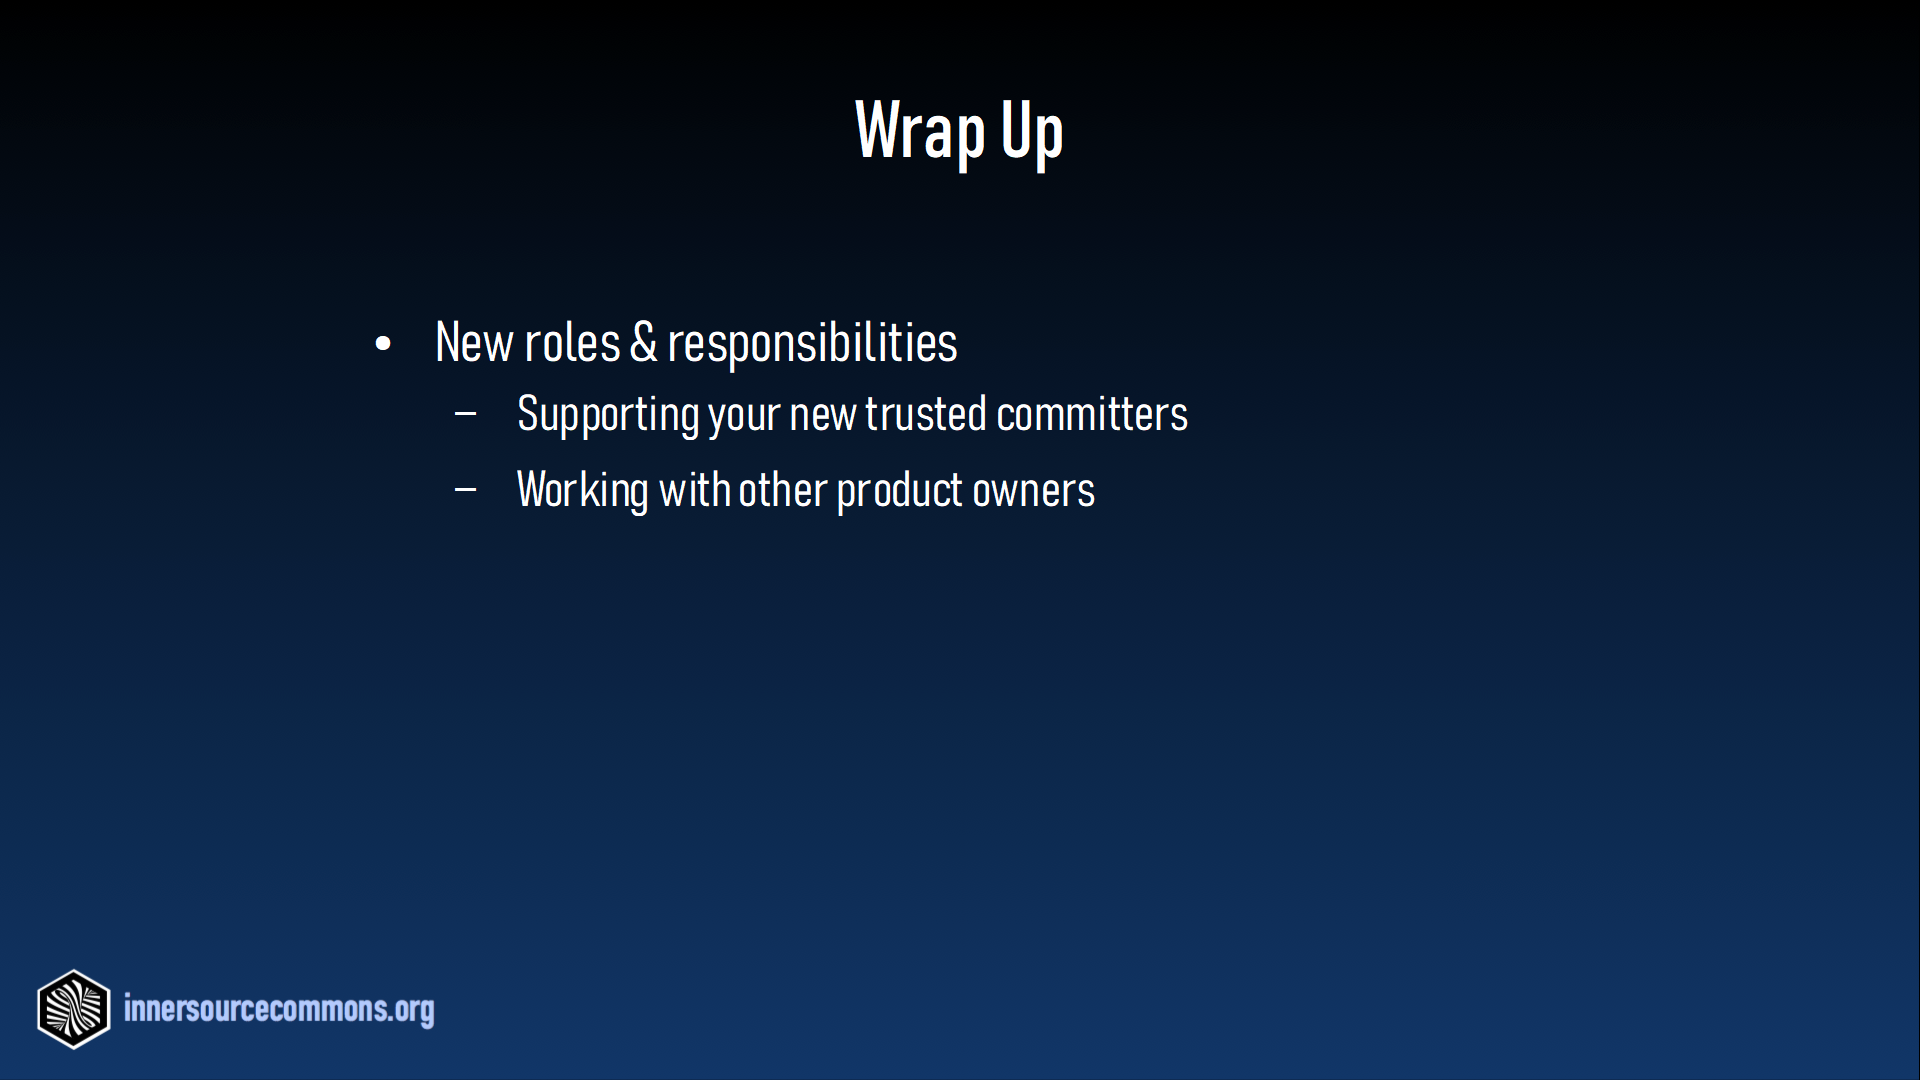 Wrap Up
• New roles & responsibilities
– Supporting your new trusted committers
– Working with other product owners
innersourcecommons.org